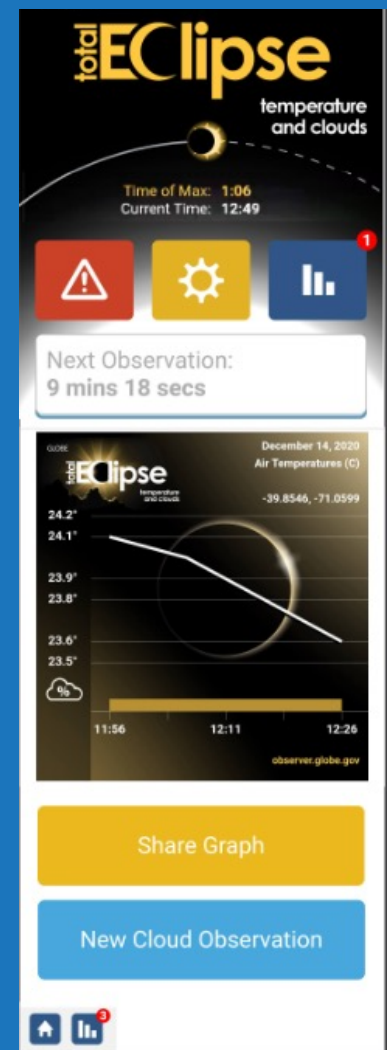 total
EClipse
temperature
and clouds
Time of Max: 1:06
Current Time: 12:49
1
Next Observation:
9 mins 18 secs
GLOBE
December 14, 2020
total
EClipse
Air Temperatures (C)
temperature
and clouds
-39.8546, -71.0599
24.2°
24.1°
23.9°
23.8°
23.6°
23.5°
%
11:56 12:11 12:26
observer.globe.gov
Share Graph
New Cloud Observation
3